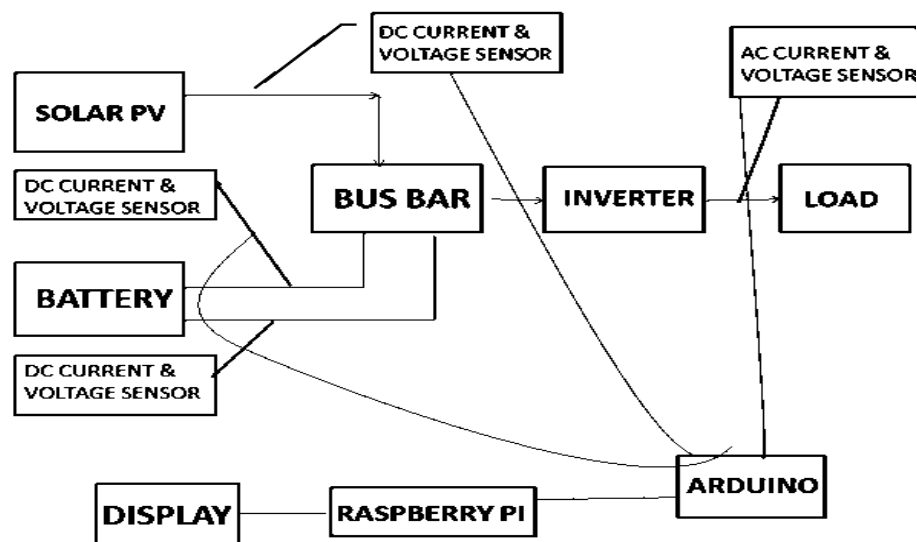 DC CURRENT &
VOLTAGE SENSOR
AC CURRENT &
VOLTAGE SENSOR
SOLAR PV
DC CURRENT &
VOLTAGE SENSOR
BUS BAR
INVERTER
LOAD
BATTERY
DC CURRENT &
VOLTAGE SENSOR
ARDUINO
DISPLAY
RASPBERRY PI